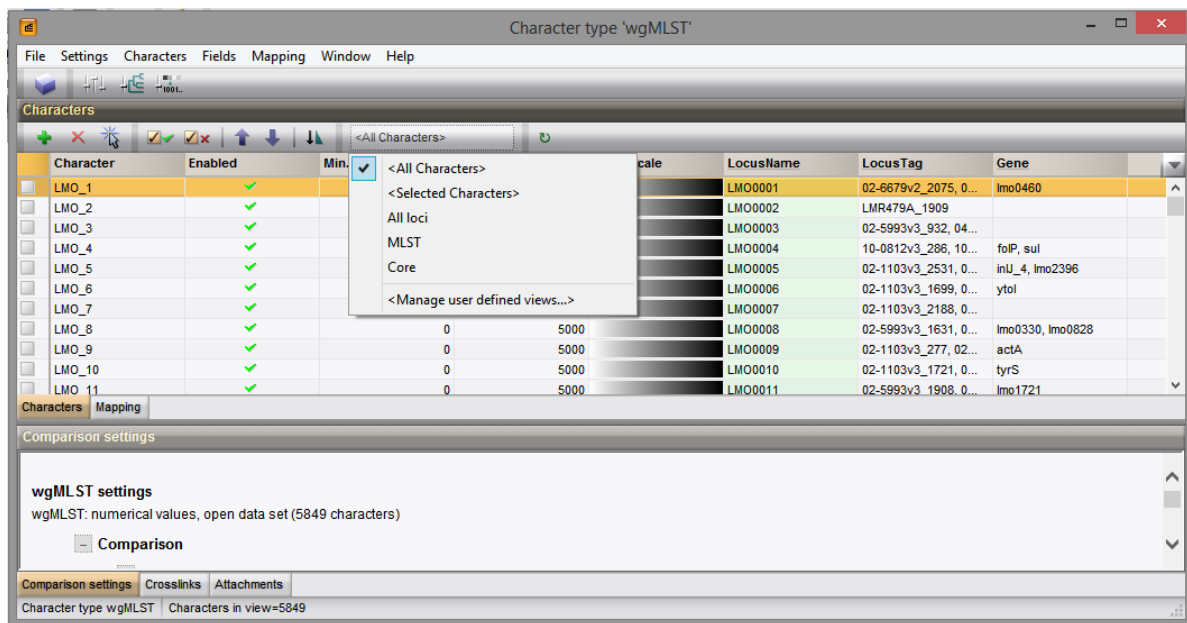 Character type 'wgMLST'
File Settings Characters Fields Mapping Window Help
Characters
<All Characters>
Character Enabled Min. cale LocusName LocusTag Gene
<All Characters>
<Selected Characters>
All loci
MLST
Core
<Manage user defined views...>
LMO_1 LMO0001 02-6679v2_2075, 0... lmo0460
LMO_2 LMO0002 LMR479A_1909
LMO_3 LMO0003 02-5993v3_932, 04...
LMO_4 LMO0004 10-0812v3_286, 10... folP, sul
LMO_5 LMO0005 02-1103v3_2531, 0... inlJ_4, lmo2396
LMO_6 LMO0006 02-1103v3_1699, 0... ytoI
LMO_7 LMO0007 02-1103v3_2188, 0...
LMO_8 0 5000 LMO0008 02-5993v3_1631, 0... lmo0330, lmo0828
LMO_9 0 5000 LMO0009 02-1103v3_277, 02... actA
LMO_10 0 5000 LMO0010 02-1103v3_1721, 0... tyrS
LMO_11 0 5000 LMO0011 02-5993v3_1908, 0... lmo1721
Characters Mapping
Comparison settings
wgMLST settings
wgMLST: numerical values, open data set (5849 characters)
Comparison
Comparison settings Crosslinks Attachments
Character type wgMLST Characters in view=5849